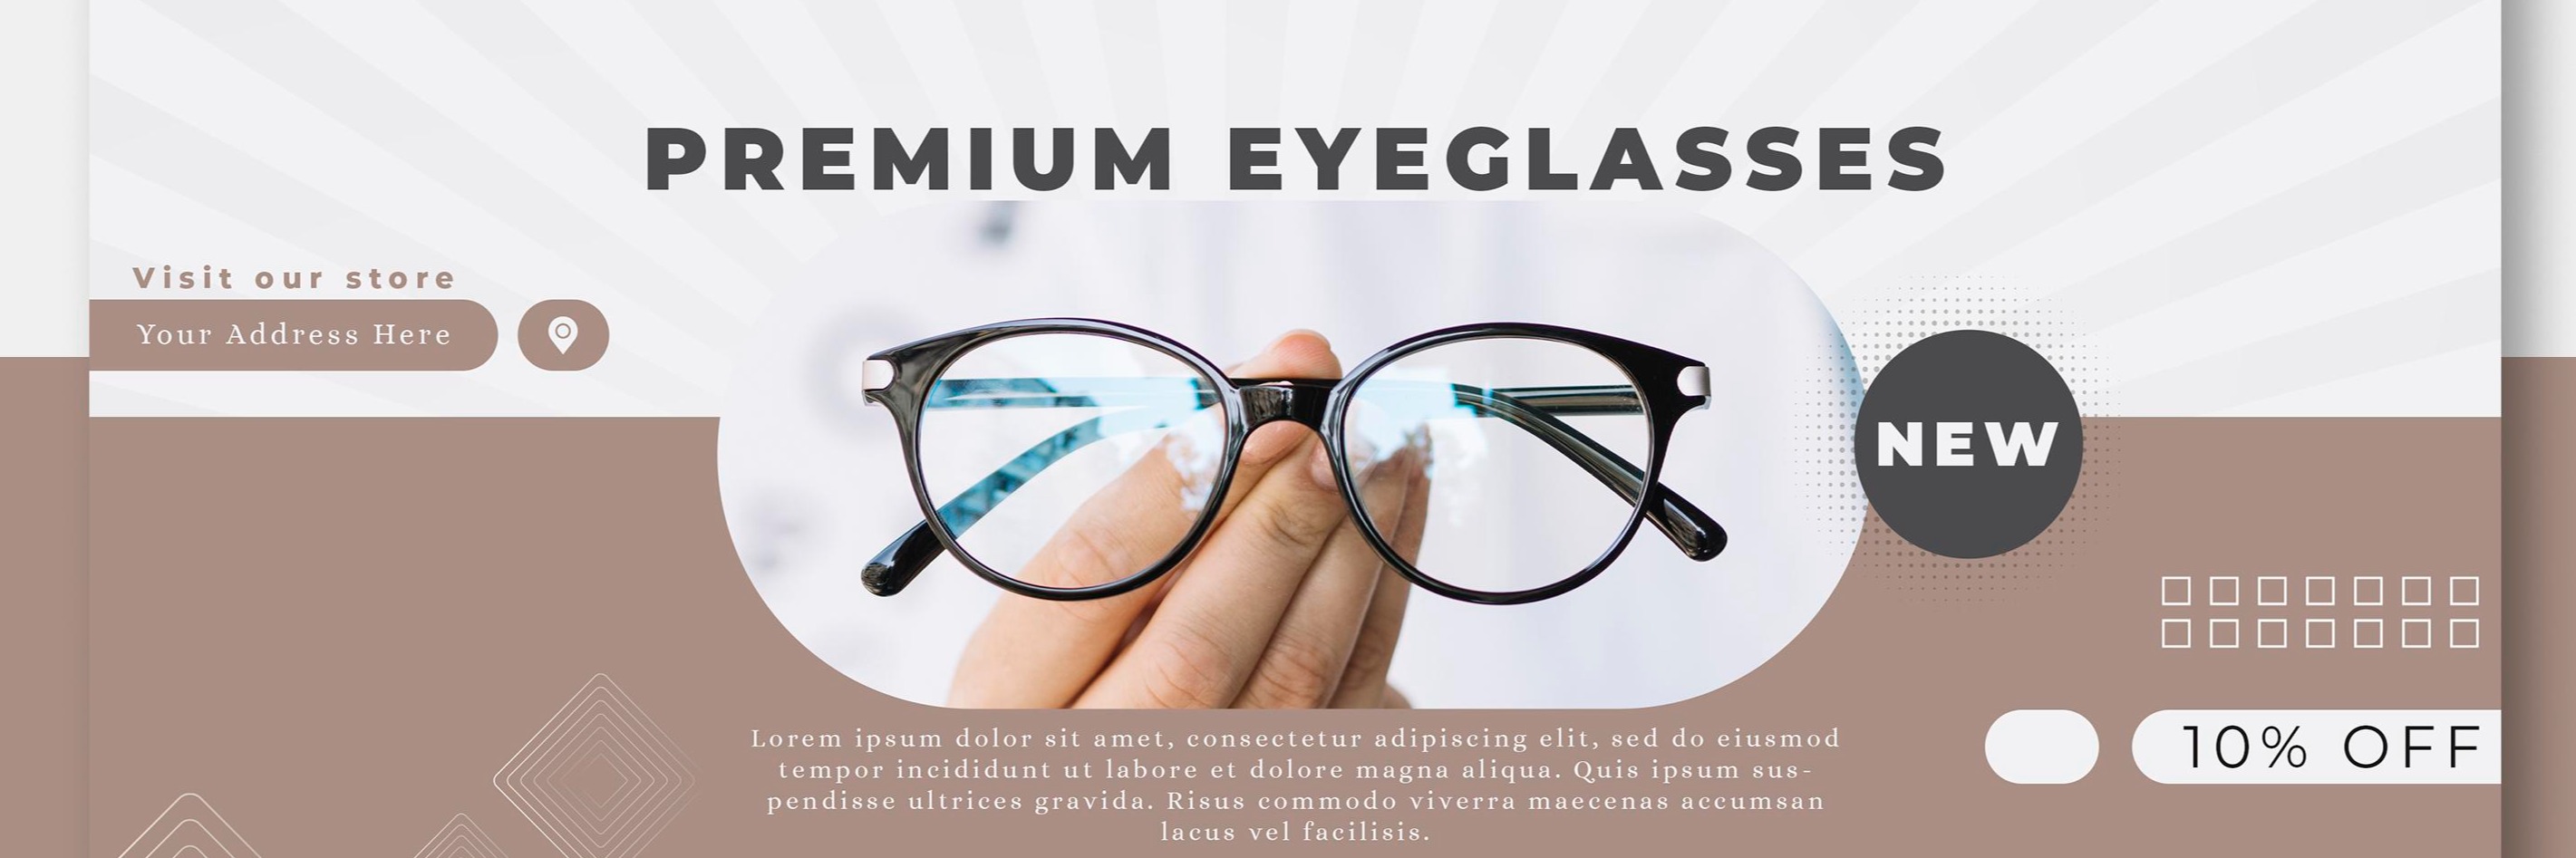 PREMIUM EYEGLASSES
Visit our store
Your Address Here
NEW
10% OFF
Lorem ipsum dolor sit amet, consectetur adipiscing elit, sed do eiusmod
tempor incididunt ut labore et dolore magna aliqua. Quis ipsum sus-
pendisse ultrices gravida. Risus commodo viverra maecenas accumsan
lacus vel facilisis.